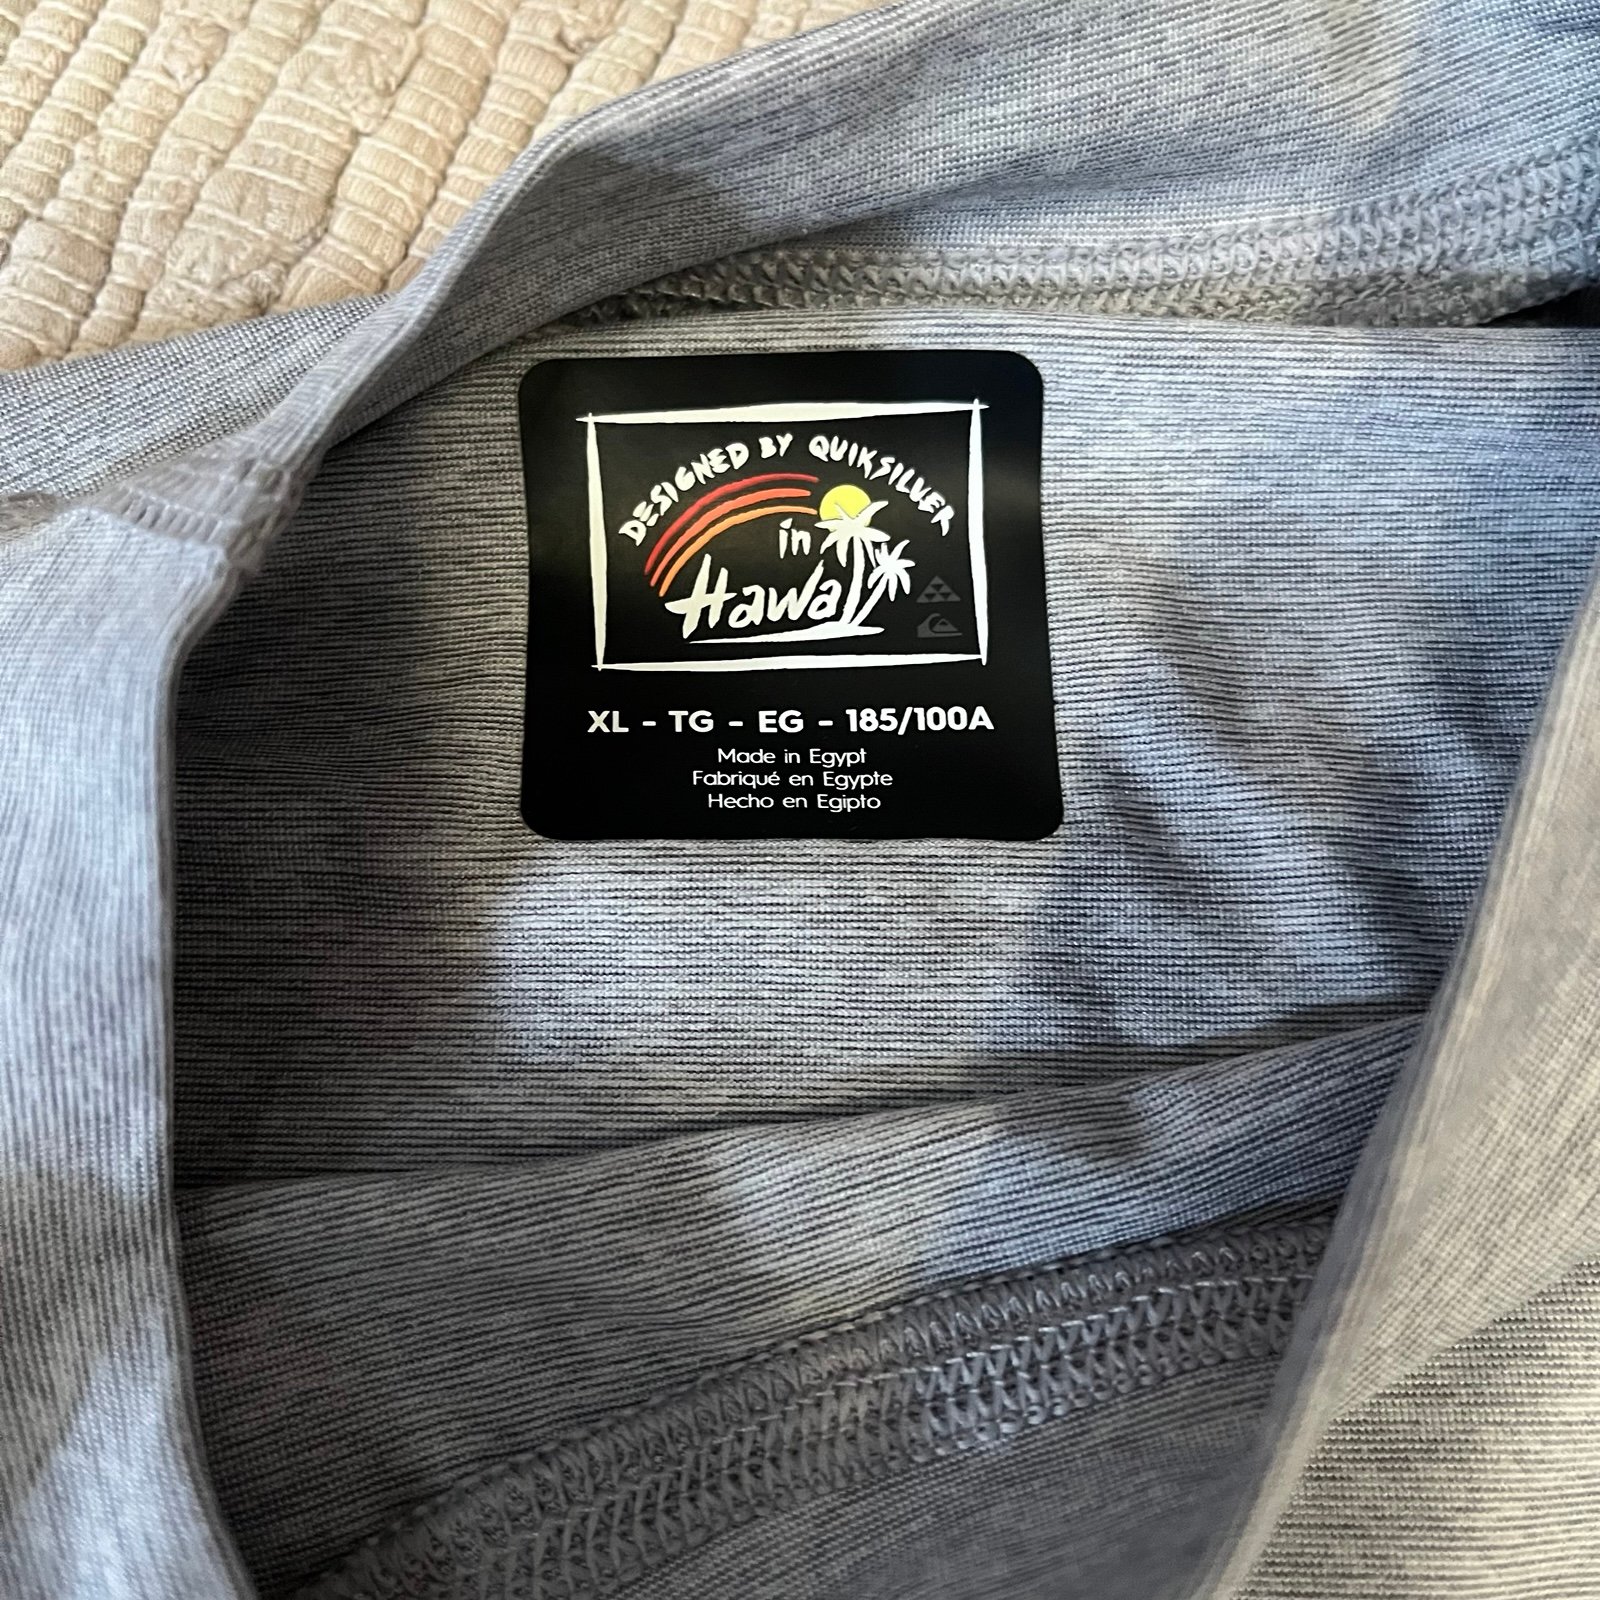 DESIGNED BY QUIKSILVER
in
Hawaii
XL - TG - EG - 185/100A
Made in Egypt
Fabriqué en Egypte
Hecho en Egipto